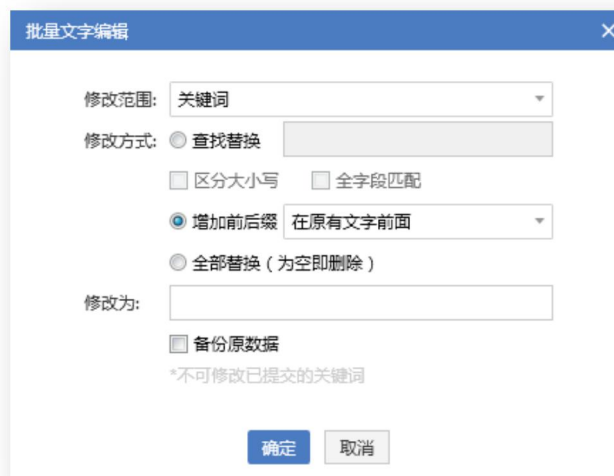 批量文字编辑
修改范围: 关键词
修改方式: 查找替换
区分大小写 全字段匹配
增加前后缀 在原有文字前面
全部替换 ( 为空即删除 )
修改为:
备份原数据
*不可修改已提交的关键词
确定 取消